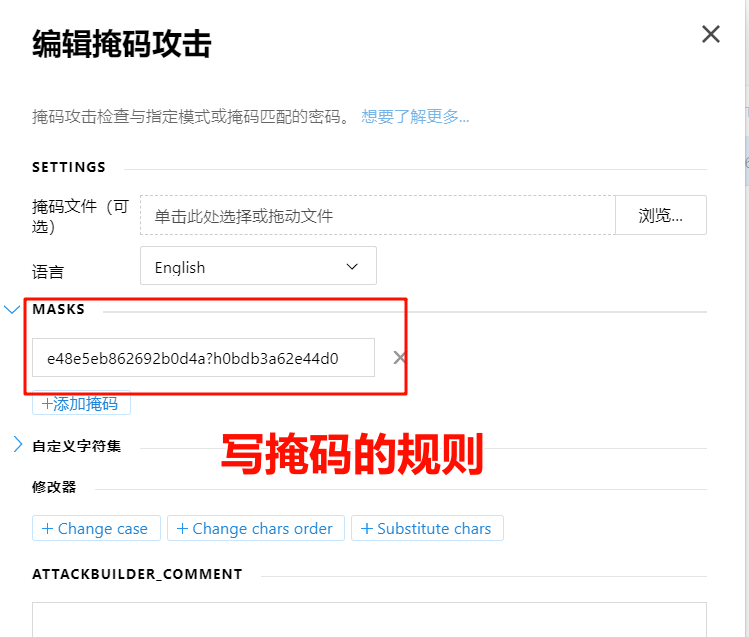 编辑掩码攻击
掩码攻击检查与指定模式或掩码匹配的密码。 想要了解更多...
SETTINGS
掩码文件（可选）
单击此处选择或拖动文件
浏览...
语言
English
MASKS
e48e5eb862692b0d4a?h0bdb3a62e44d0
+添加掩码
自定义字符集
写掩码的规则
修改器
+ Change case
+ Change chars order
+ Substitute chars
ATTACKBUILDER_COMMENT